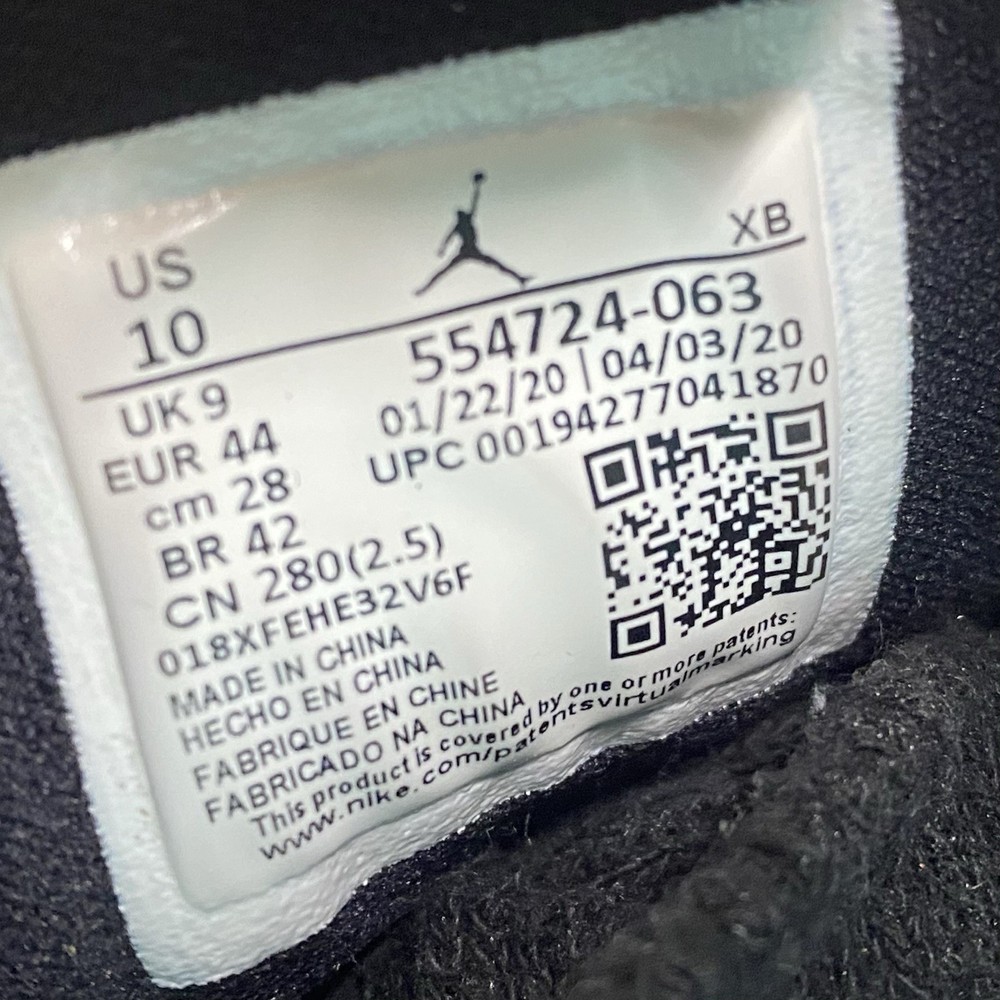 US
10
XB
554724-063
01/22/20 | 04/03/20
UPC 00194277041870
UK 9
EUR 44
cm 28
BR 42
CN 280(2.5)
018XFEHE32V6F
MADE IN CHINA
HECHO EN CHINA
FABRIQUE EN CHINE
FABRICADO NA CHINA
This product is covered by one or more patents:
www.nike.com/patentsvirtualmarking